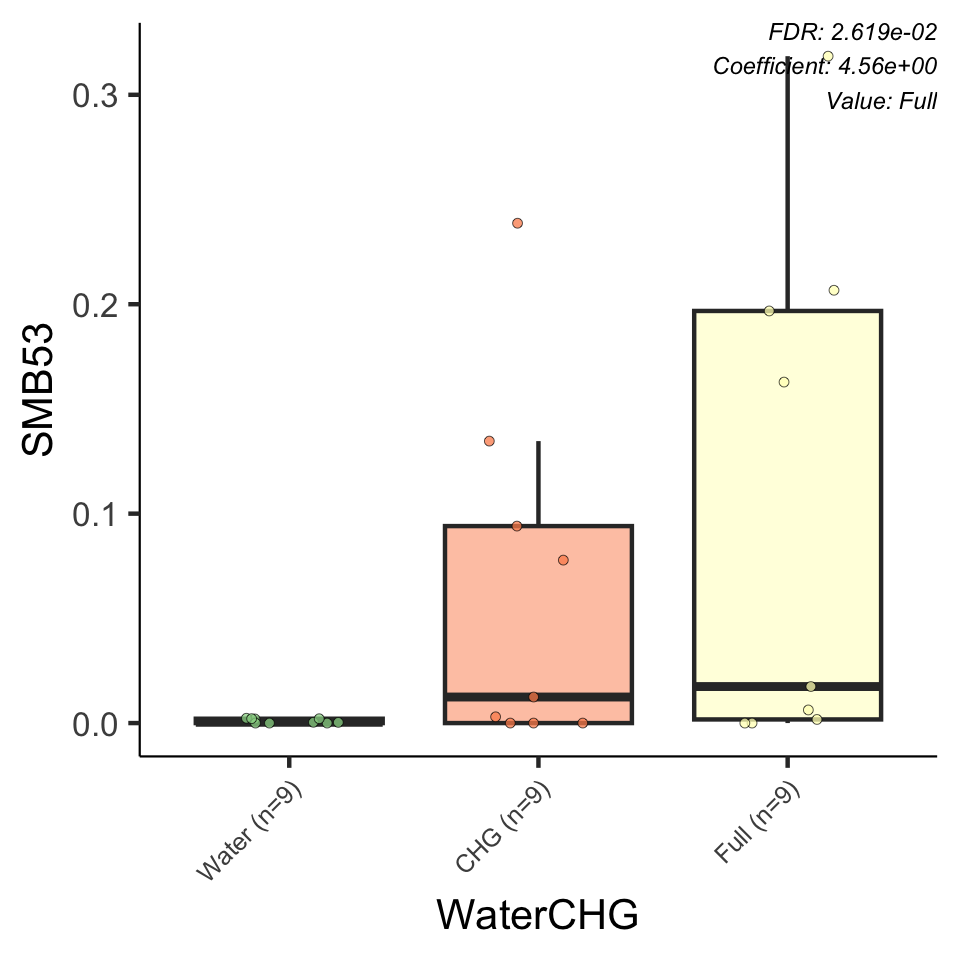 FDR: 2.619e-02
Coefficient: 4.56e+00
Value: Full
0.3
0.2
0.1
0.0
SMB53
Water (n=9)
CHG (n=9)
Full (n=9)
WaterCHG